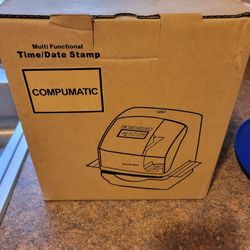 Multi Functional
Time/Date Stamp
COMPUMATIC